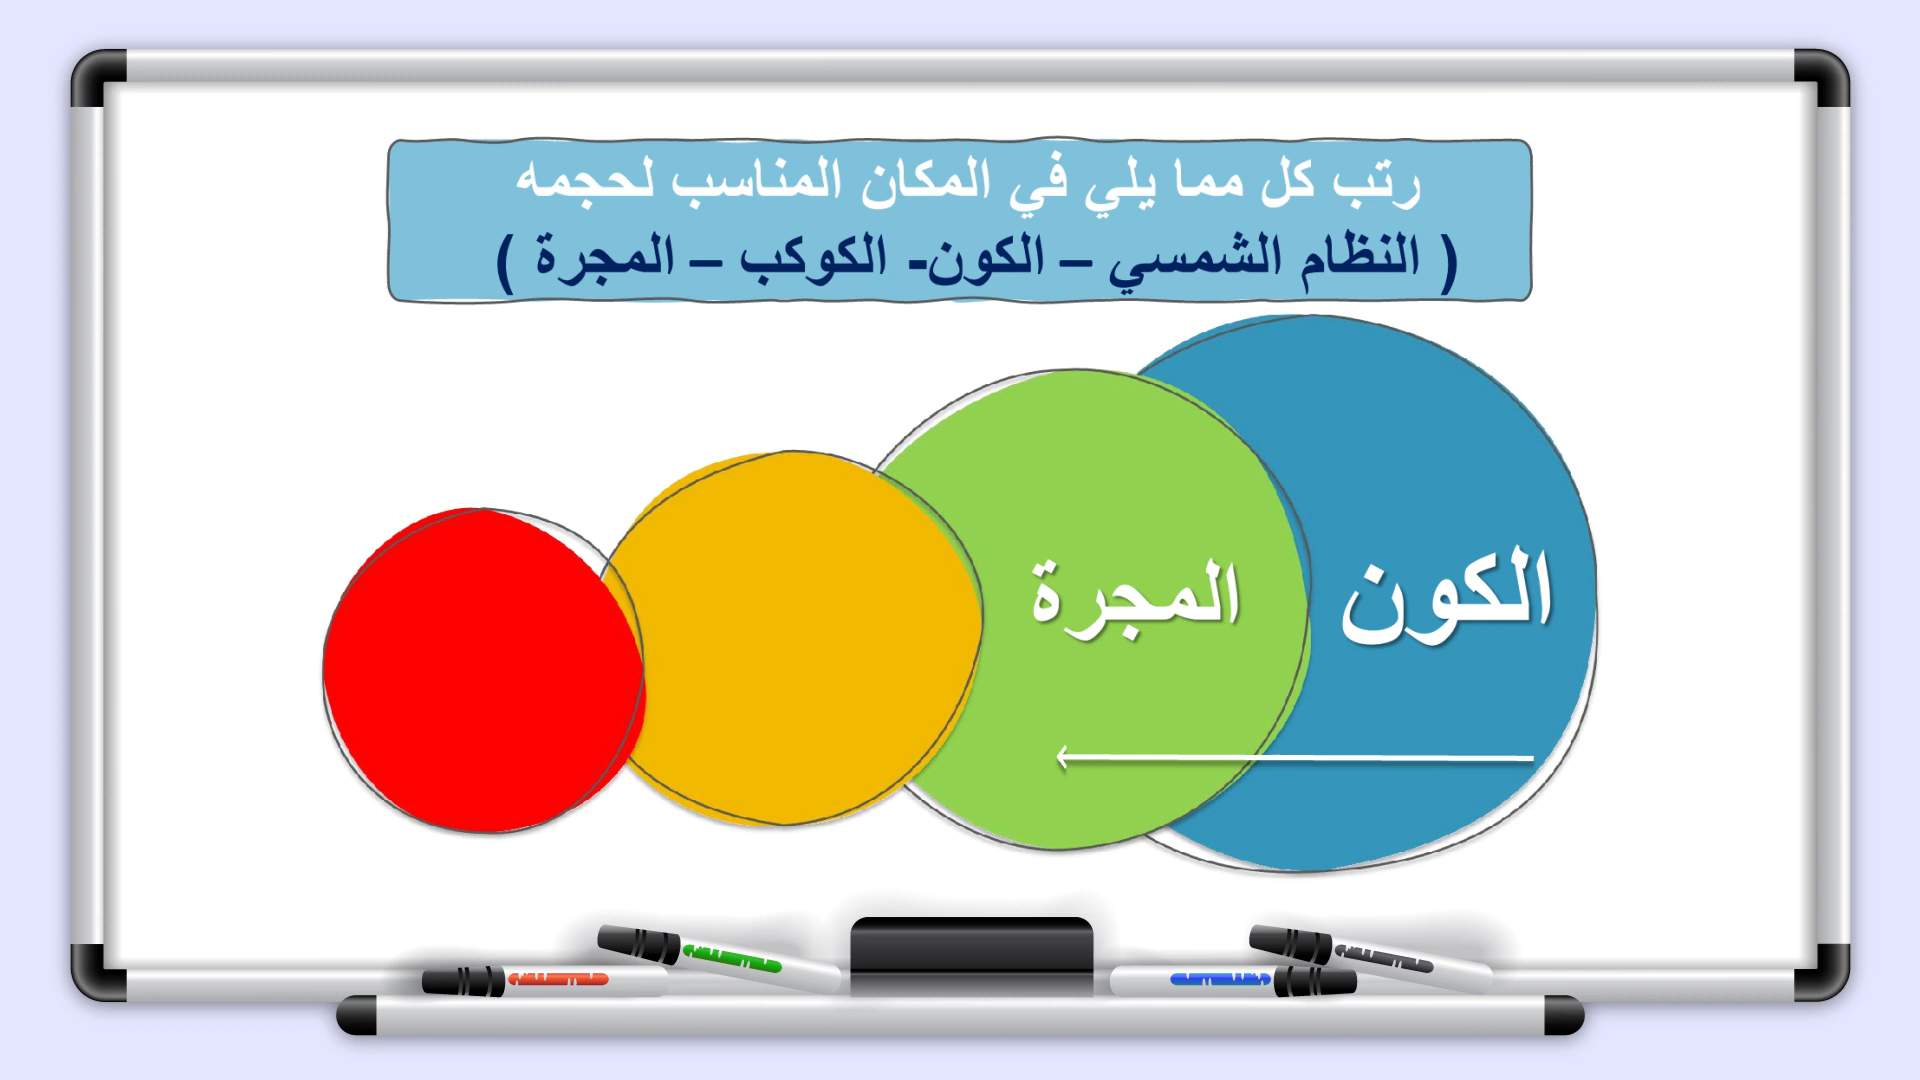 رتب كل مما يلي في المكان المناسب لحجمه
( النظام الشمسي – الكون- الكوكب – المجرة )
الكون
المجرة